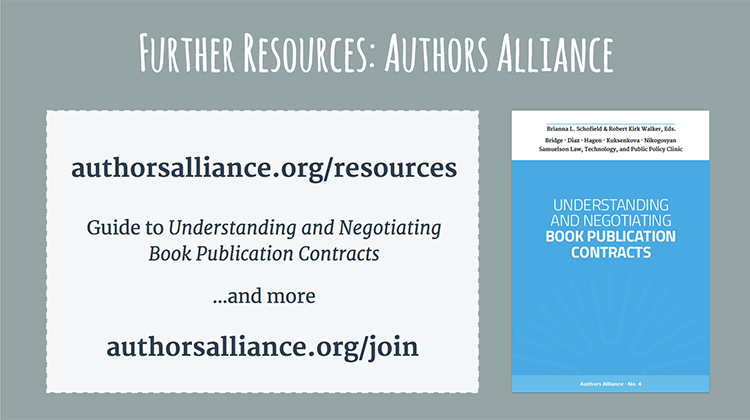 Further Resources: Authors Alliance
authorsalliance.org/resources
Guide to Understanding and Negotiating
Book Publication Contracts
...and more
authorsalliance.org/join
Brianna L. Schofield & Robert Kirk Walker, Eds.
Bridge · Diaz · Hagen · Kuksenkova · Nikogosyan
Samuelson Law, Technology, and Public Policy Clinic
UNDERSTANDING
AND NEGOTIATING
BOOK PUBLICATION
CONTRACTS
Authors Alliance · No. 4